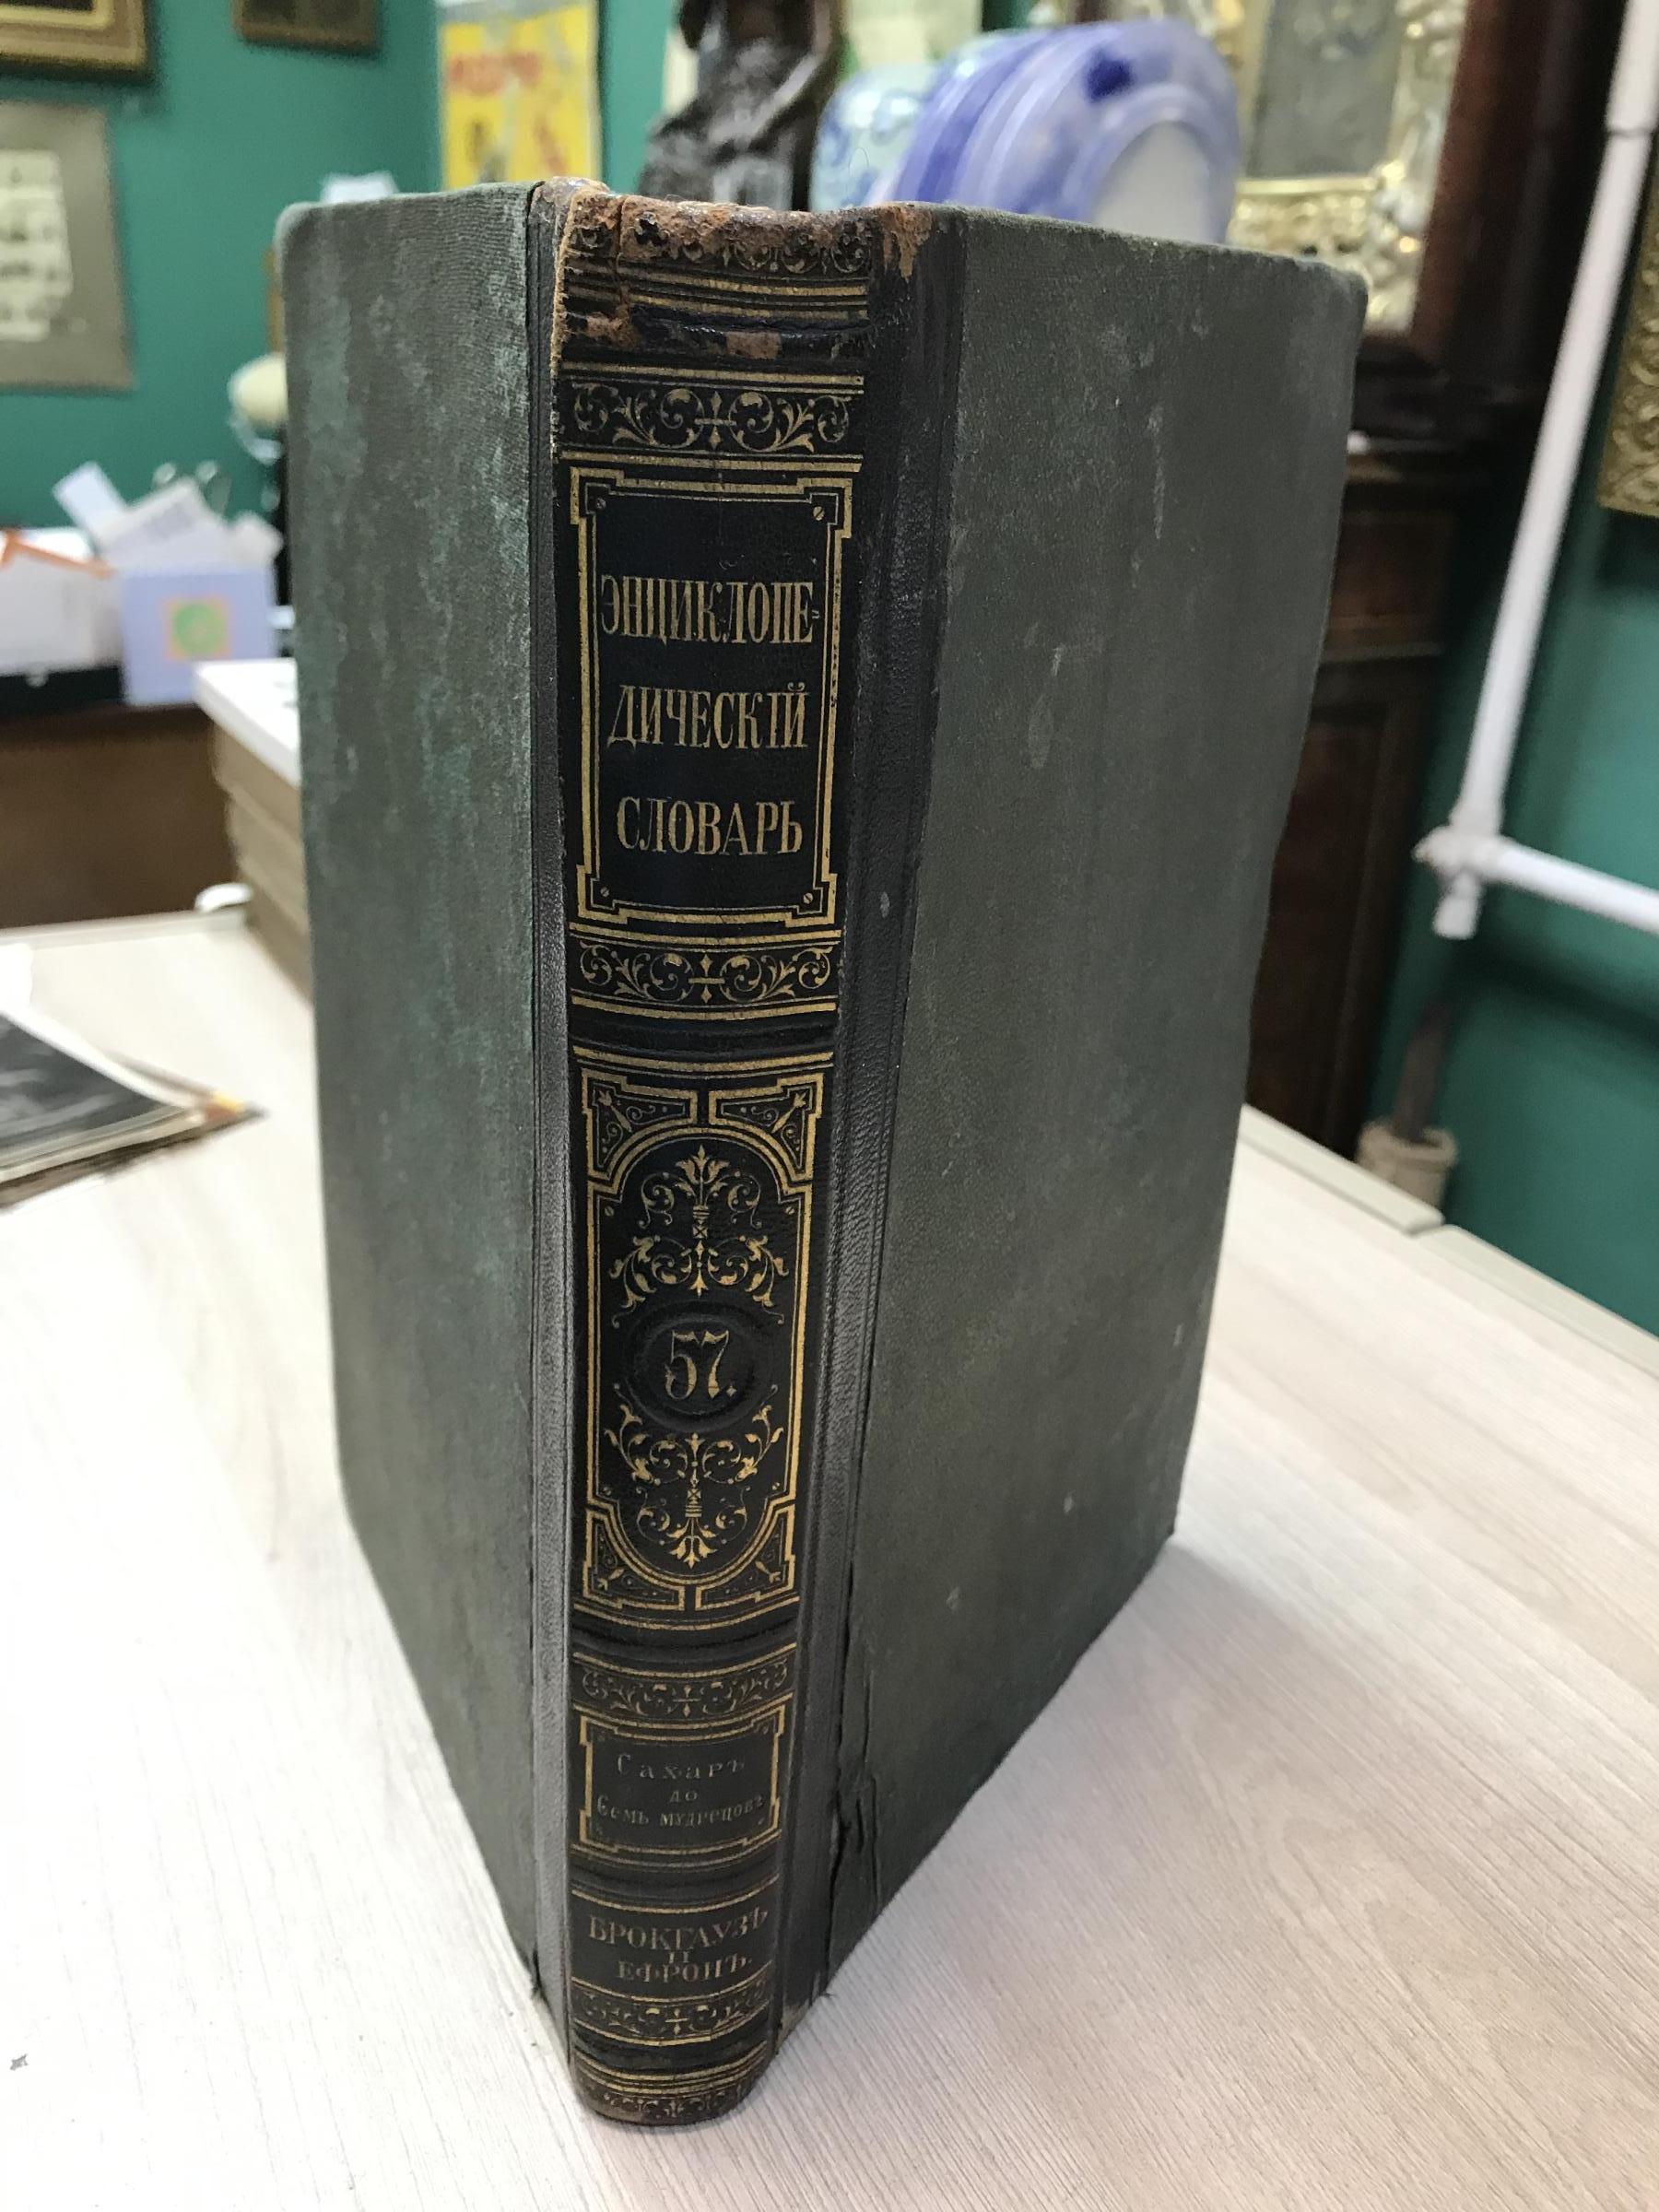 ЭНЦИКЛОПЕ-
ДИЧЕСКІЙ
СЛОВАРЬ
57.
Сахаръ
до
Семь мудрецовъ
БРОКГАУЗЪ
И
ЕФРОНЪ.